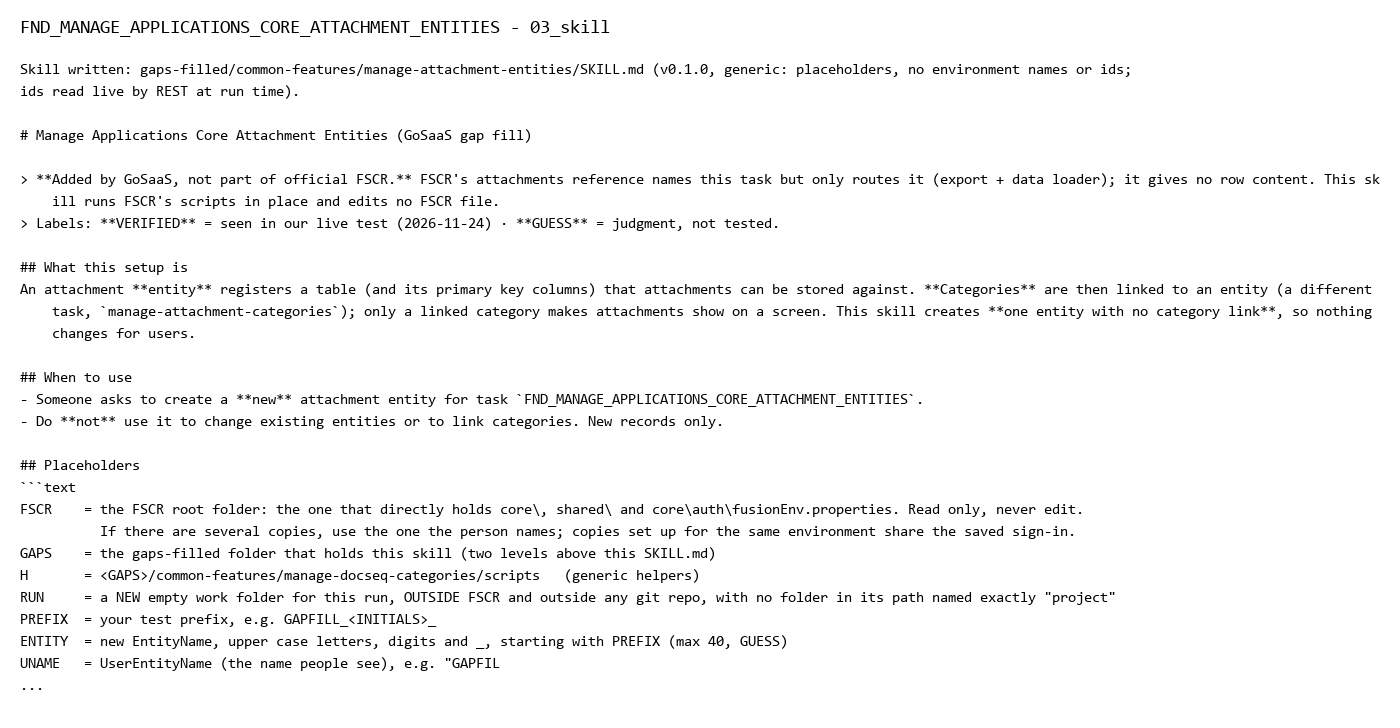 FND_MANAGE_APPLICATIONS_CORE_ATTACHMENT_ENTITIES - 03_skill
Skill written: gaps-filled/common-features/manage-attachment-entities/SKILL.md (v0.1.0, generic: placeholders, no environment names or ids;
ids read live by REST at run time).
# Manage Applications Core Attachment Entities (GoSaaS gap fill)
> **Added by GoSaaS, not part of official FSCR.** FSCR's attachments reference names this task but only routes it (export + data loader); it gives no row content. This sk
ill runs FSCR's scripts in place and edits no FSCR file.
> Labels: **VERIFIED** = seen in our live test (2026-11-24) · **GUESS** = judgment, not tested.
## What this setup is
An attachment **entity** registers a table (and its primary key columns) that attachments can be stored against. **Categories** are then linked to an entity (a different
task, `manage-attachment-categories`); only a linked category makes attachments show on a screen. This skill creates **one entity with no category link**, so nothing
changes for users.
## When to use
- Someone asks to create a **new** attachment entity for task `FND_MANAGE_APPLICATIONS_CORE_ATTACHMENT_ENTITIES`.
- Do **not** use it to change existing entities or to link categories. New records only.
## Placeholders
```text
FSCR    = the FSCR root folder: the one that directly holds core\, shared\ and core\auth\fusionEnv.properties. Read only, never edit.
If there are several copies, use the one the person names; copies set up for the same environment share the saved sign-in.
GAPS    = the gaps-filled folder that holds this skill (two levels above this SKILL.md)
H       = <GAPS>/common-features/manage-docseq-categories/scripts   (generic helpers)
RUN     = a NEW empty work folder for this run, OUTSIDE FSCR and outside any git repo, with no folder in its path named exactly "project"
PREFIX  = your test prefix, e.g. GAPFILL_<INITIALS>_
ENTITY  = new EntityName, upper case letters, digits and _, starting with PREFIX (max 40, GUESS)
UNAME   = UserEntityName (the name people see), e.g. "GAPFIL
...